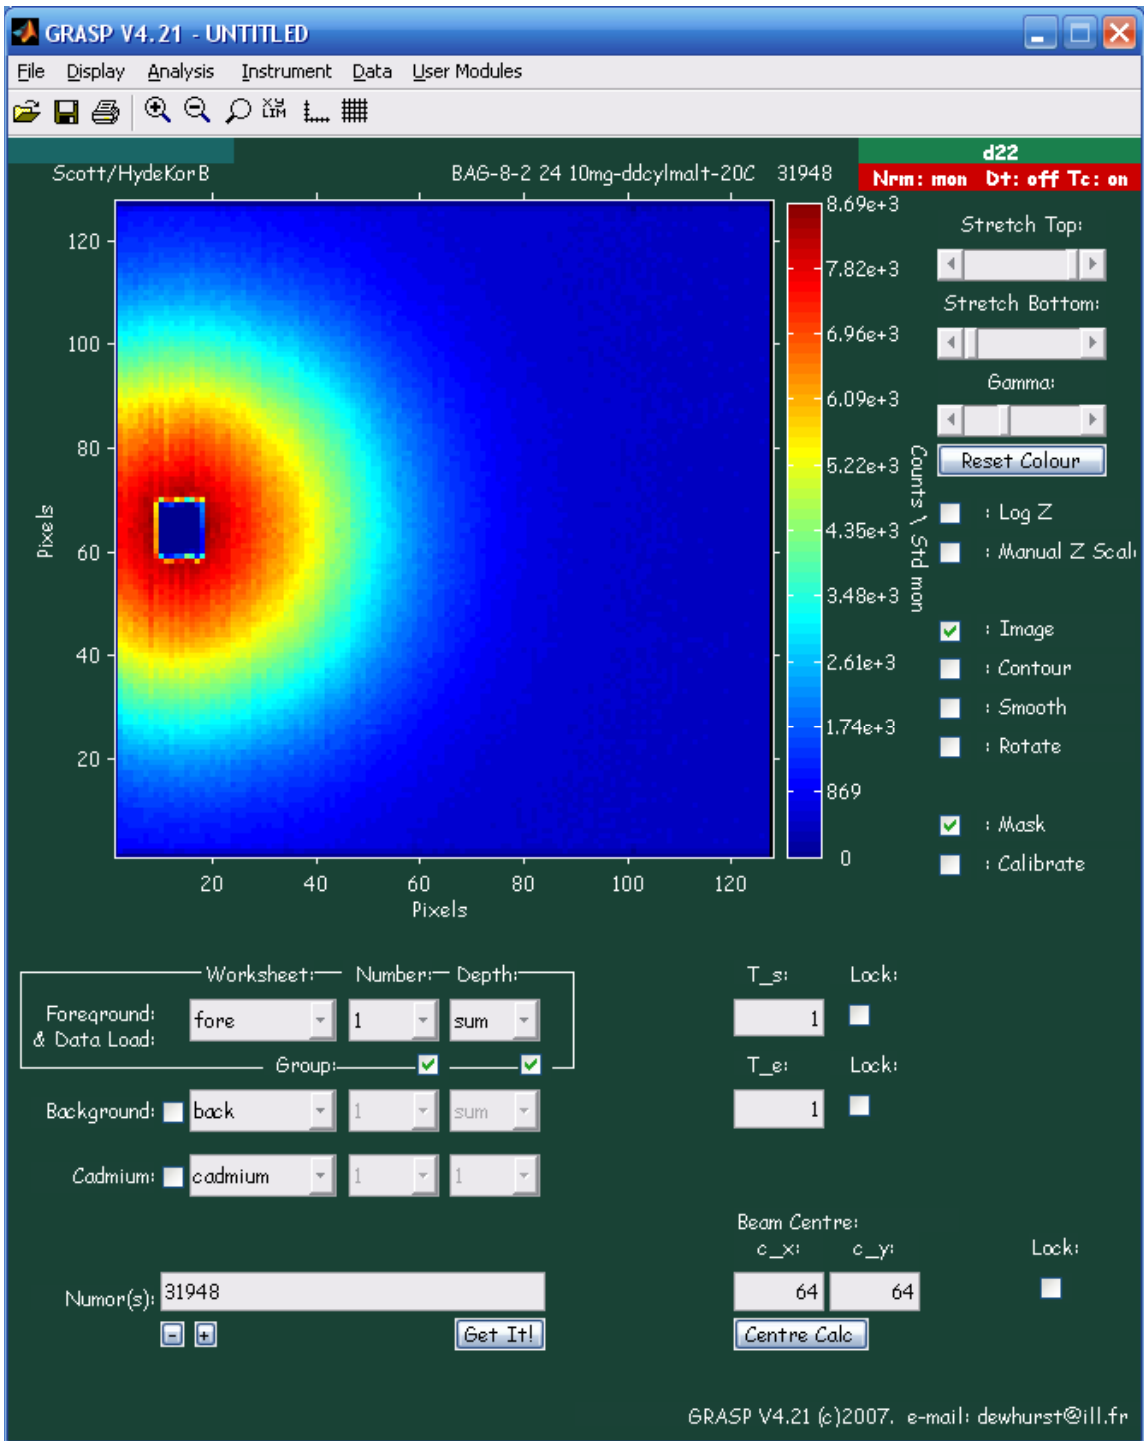 GRASP V4.21 - UNTITLED
File Display Analysis Instrument Data User Modules
XY LIM
d22
Scott/HydeKorB BAG-8-2 24 10mg-ddcylmalt-20C 31948 Nrm: mon Dt: off Tc: on
8.69e+3
7.82e+3
6.96e+3
6.09e+3
5.22e+3
4.35e+3
3.48e+3
2.61e+3
1.74e+3
869
0
Counts \ Std mon
120
100
80
60
40
20
Pixels
20 40 60 80 100 120
Pixels
Stretch Top:
Stretch Bottom:
Gamma:
Reset Colour
: Log Z
: Manual Z Scal
: Image
: Contour
: Smooth
: Rotate
: Mask
: Calibrate
Worksheet: Number: Depth:
Foreground: & Data Load: fore 1 sum
Group:
Background: back 1 sum
Cadmium: cadmium 1 1
T_s: Lock:
1
T_e: Lock:
1
Beam Centre:
c_x: c_y: Lock:
64 64
Centre Calc
Numor(s): 31948
- + Get It!
GRASP V4.21 (c)2007. e-mail: dewhurst@ill.fr